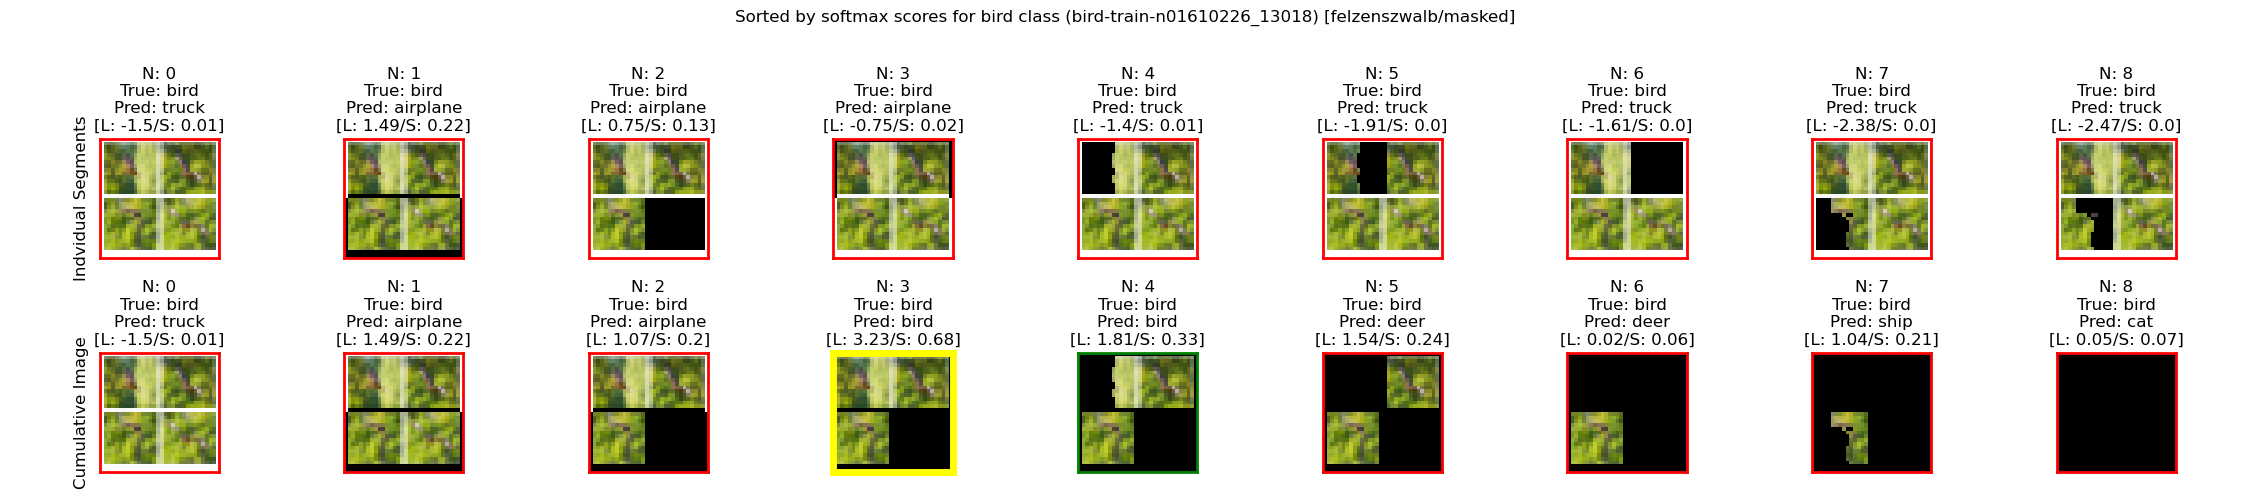 Sorted by softmax scores for bird class (bird-train-n01610226_13018) [felzenszwalb/masked]
Indvidual Segments
N: 0
True: bird
Pred: truck
[L: -1.5/S: 0.01]
N: 1
True: bird
Pred: airplane
[L: 1.49/S: 0.22]
N: 2
True: bird
Pred: airplane
[L: 0.75/S: 0.13]
N: 3
True: bird
Pred: airplane
[L: -0.75/S: 0.02]
N: 4
True: bird
Pred: truck
[L: -1.4/S: 0.01]
N: 5
True: bird
Pred: truck
[L: -1.91/S: 0.0]
N: 6
True: bird
Pred: truck
[L: -1.61/S: 0.0]
N: 7
True: bird
Pred: truck
[L: -2.38/S: 0.0]
N: 8
True: bird
Pred: truck
[L: -2.47/S: 0.0]
Cumulative Image
N: 0
True: bird
Pred: truck
[L: -1.5/S: 0.01]
N: 1
True: bird
Pred: airplane
[L: 1.49/S: 0.22]
N: 2
True: bird
Pred: airplane
[L: 1.07/S: 0.2]
N: 3
True: bird
Pred: bird
[L: 3.23/S: 0.68]
N: 4
True: bird
Pred: bird
[L: 1.81/S: 0.33]
N: 5
True: bird
Pred: deer
[L: 1.54/S: 0.24]
N: 6
True: bird
Pred: deer
[L: 0.02/S: 0.06]
N: 7
True: bird
Pred: ship
[L: 1.04/S: 0.21]
N: 8
True: bird
Pred: cat
[L: 0.05/S: 0.07]